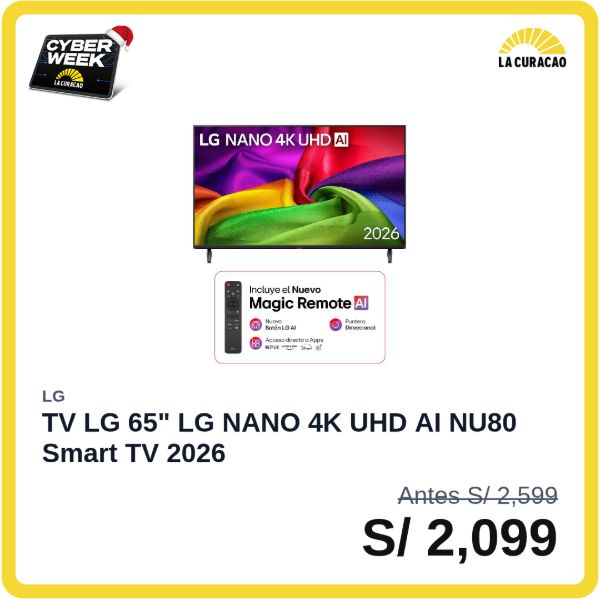 CYBER
WEEK
LA CURACAO
LA CURACAO
LG NANO 4K UHD AI
2026
Incluye el Nuevo
Magic Remote AI
Nuevo
Botón LG AI
Puntero
Direccional
Acceso directo a Apps
NETFLIX
LG
TV LG 65" LG NANO 4K UHD AI NU80
Smart TV 2026
Antes S/ 2,599
S/ 2,099